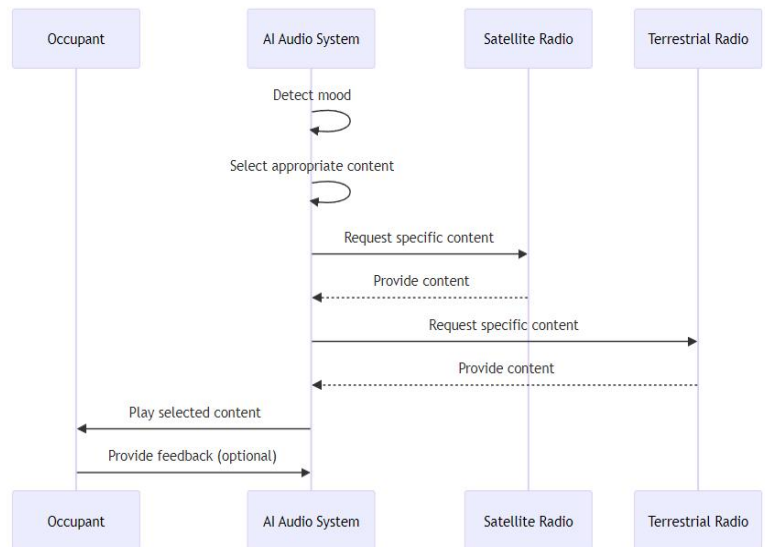 Occupant
AI Audio System
Satellite Radio
Terrestrial Radio
Detect mood
Select appropriate content
Request specific content
Provide content
Request specific content
Provide content
Play selected content
Provide feedback (optional)
Occupant
AI Audio System
Satellite Radio
Terrestrial Radio